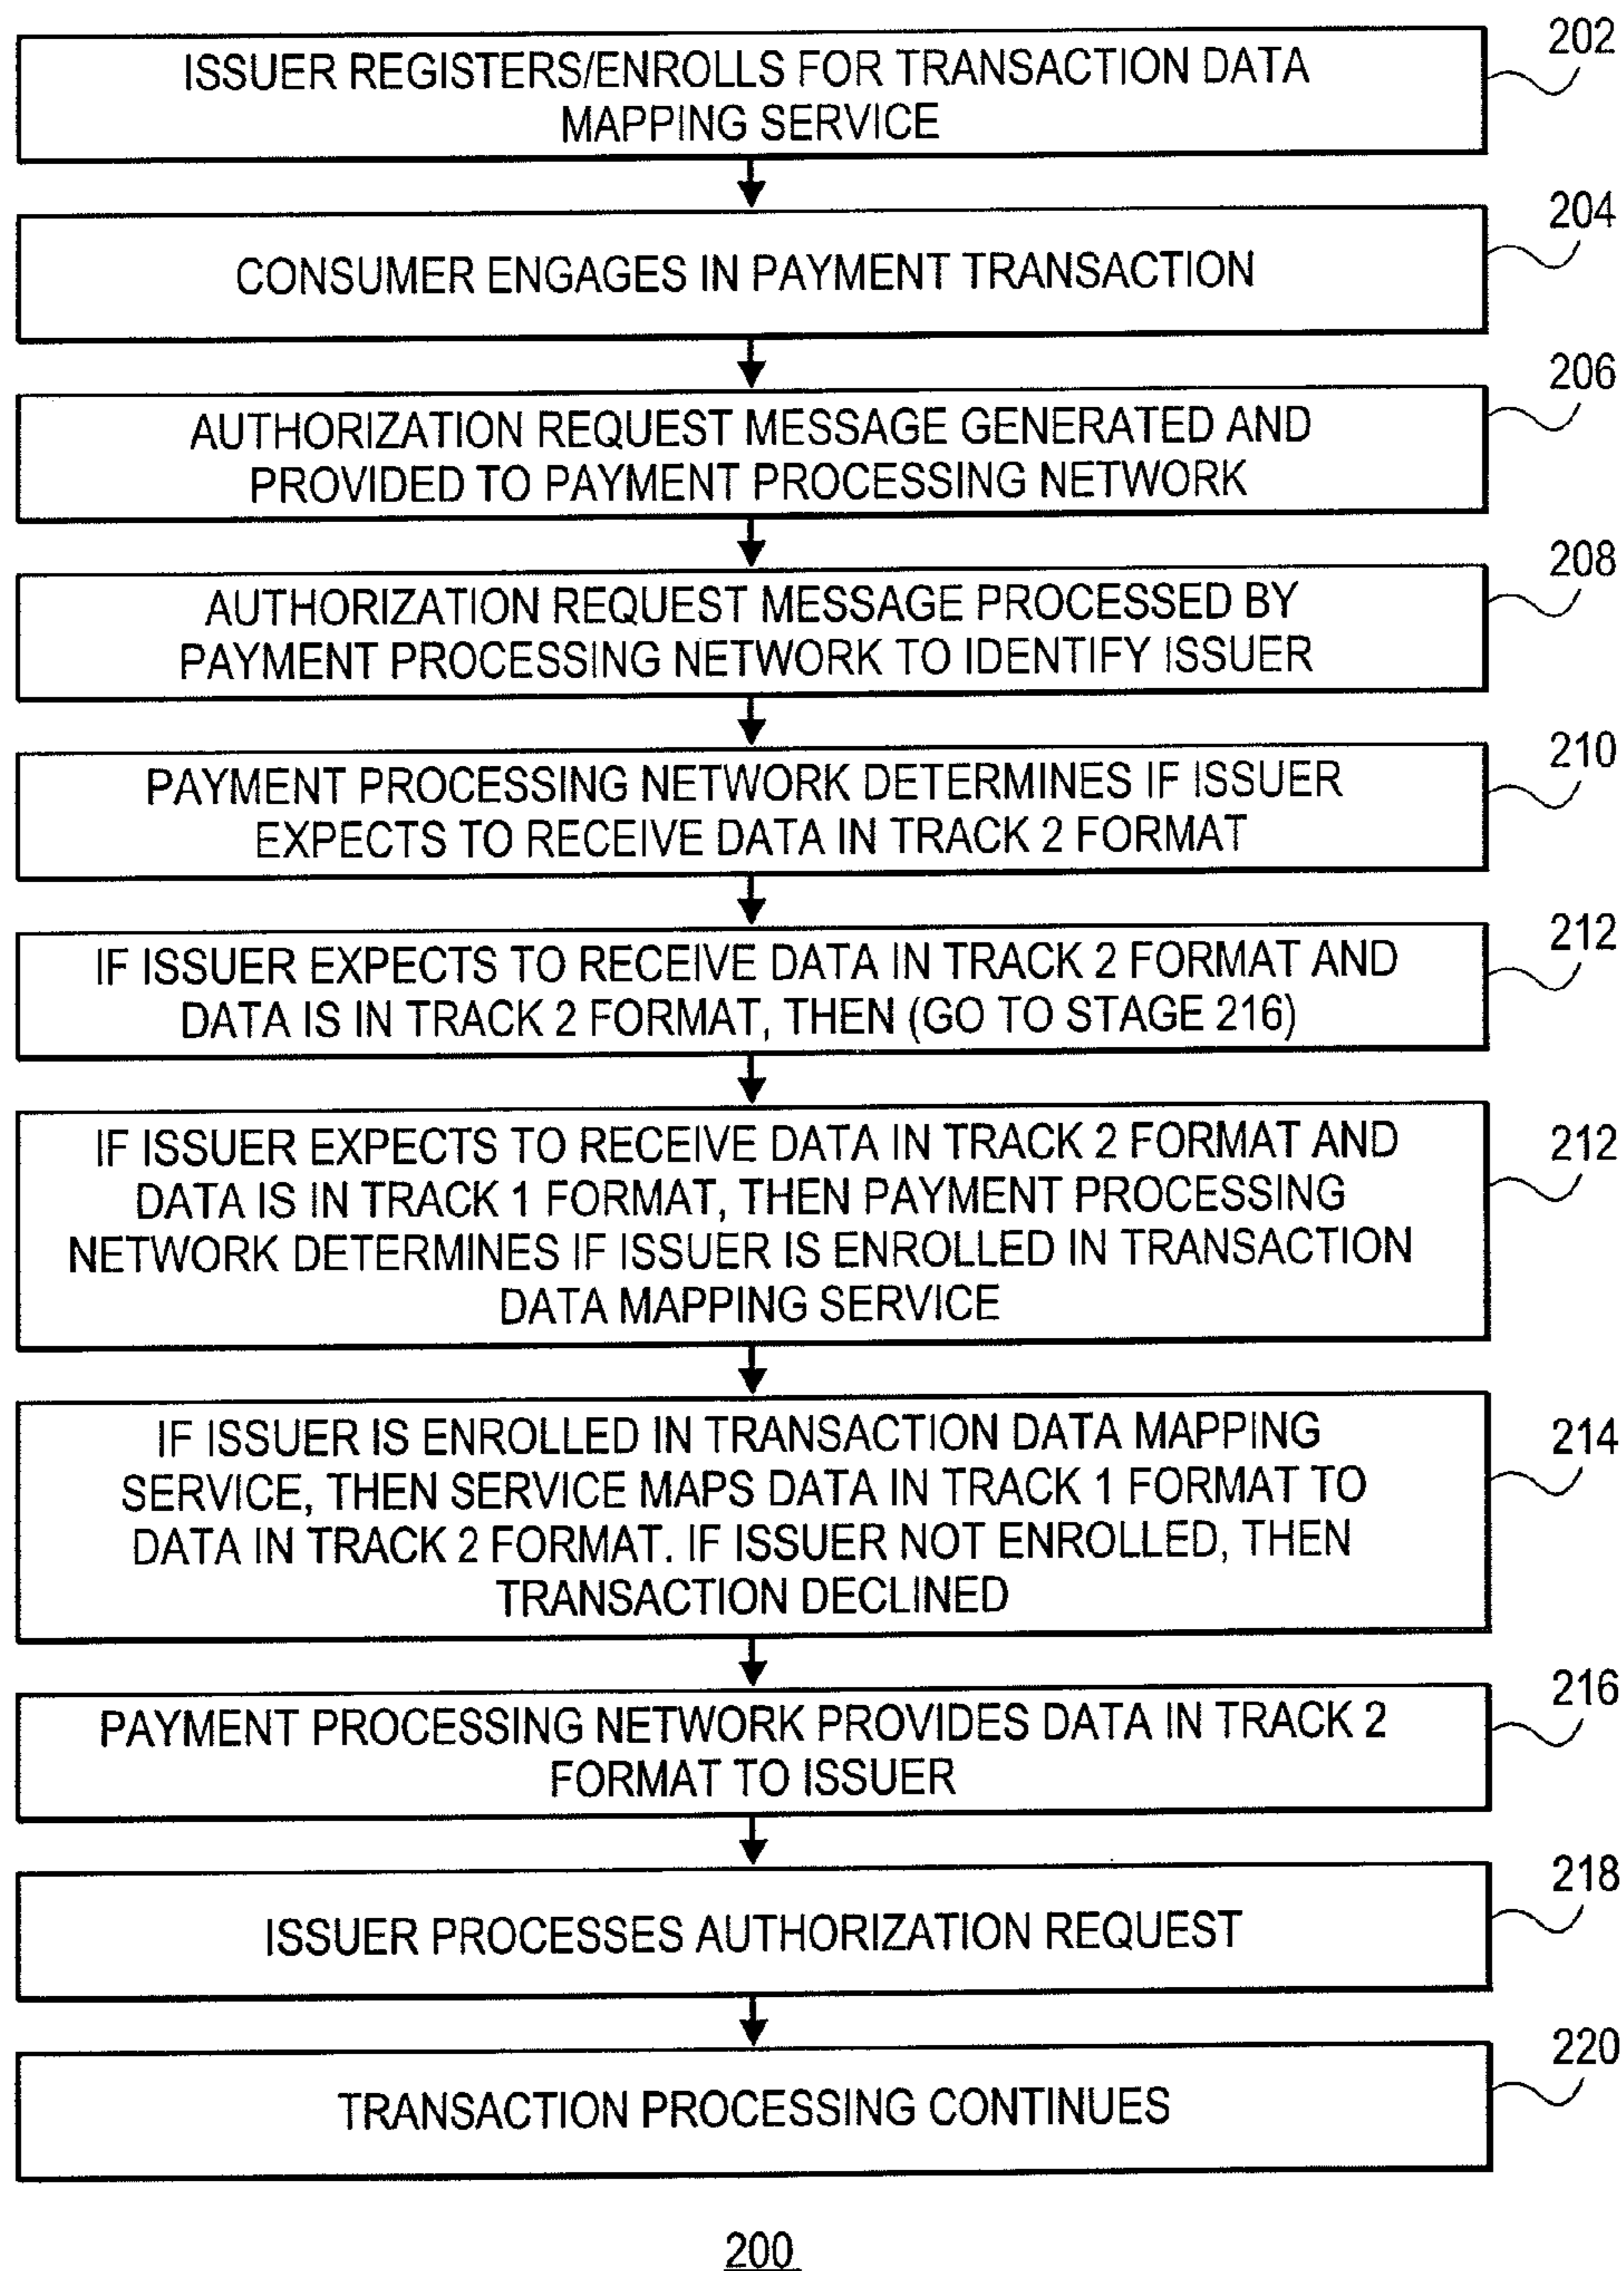 202
ISSUER REGISTERS/ENROLLS FOR TRANSACTION DATA
MAPPING SERVICE
204
CONSUMER ENGAGES IN PAYMENT TRANSACTION
206
AUTHORIZATION REQUEST MESSAGE GENERATED AND
PROVIDED TO PAYMENT PROCESSING NETWORK
208
AUTHORIZATION REQUEST MESSAGE PROCESSED BY
PAYMENT PROCESSING NETWORK TO IDENTIFY ISSUER
210
PAYMENT PROCESSING NETWORK DETERMINES IF ISSUER
EXPECTS TO RECEIVE DATA IN TRACK 2 FORMAT
212
IF ISSUER EXPECTS TO RECEIVE DATA IN TRACK 2 FORMAT AND
DATA IS IN TRACK 2 FORMAT, THEN (GO TO STAGE 216)
212
IF ISSUER EXPECTS TO RECEIVE DATA IN TRACK 2 FORMAT AND
DATA IS IN TRACK 1 FORMAT, THEN PAYMENT PROCESSING
NETWORK DETERMINES IF ISSUER IS ENROLLED IN TRANSACTION
DATA MAPPING SERVICE
214
IF ISSUER IS ENROLLED IN TRANSACTION DATA MAPPING
SERVICE, THEN SERVICE MAPS DATA IN TRACK 1 FORMAT TO
DATA IN TRACK 2 FORMAT. IF ISSUER NOT ENROLLED, THEN
TRANSACTION DECLINED
216
PAYMENT PROCESSING NETWORK PROVIDES DATA IN TRACK 2
FORMAT TO ISSUER
218
ISSUER PROCESSES AUTHORIZATION REQUEST
220
TRANSACTION PROCESSING CONTINUES
200